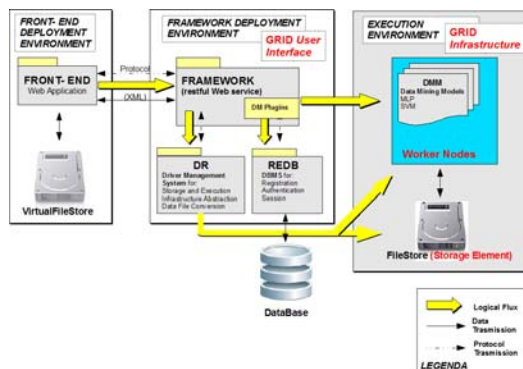 FRONT- END
DEPLOYMENT
ENVIRONMENT
FRONT- END
Web Application
VirtualFileStore
Protocol
(XML)
FRAMEWORK DEPLOYMENT
ENVIRONMENT
GRID User
Interface
FRAMEWORK
(restful Web service)
DM Plugins
DR
Driver Management
System for:
Storage and Execution
Infrastructure Abstraction
Data File Conversion
REDB
DBMS for
Registration
Authentication
Session
DataBase
EXECUTION
ENVIRONMENT
GRID
Infrastructure
DMM
Data Mining Models
MLP
SVM
Worker Nodes
FileStore (Storage Element)
Logical Flux
Data
Trasmission
Protocol
Trasmission
LEGENDA